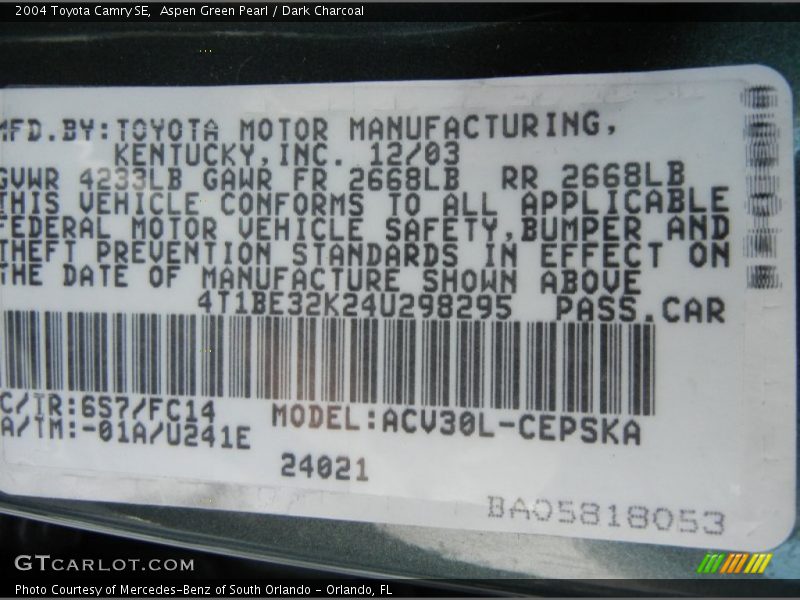 2004 Toyota Camry SE, Aspen Green Pearl / Dark Charcoal
MFD.BY:TOYOTA MOTOR MANUFACTURING,
KENTUCKY,INC. 12/03
GVWR 4233LB GAWR FR 2668LB RR 2668LB
THIS VEHICLE CONFORMS TO ALL APPLICABLE
FEDERAL MOTOR VEHICLE SAFETY,BUMPER AND
THEFT PREVENTION STANDARDS IN EFFECT ON
THE DATE OF MANUFACTURE SHOWN ABOVE
4T1BE32K24U298295 PASS.CAR
C/TR:6S7/FC14 MODEL:ACV30L-CEPSKA
A/TM:-01A/U241E
24021
BA05818053
GTCARLOT.COM
Photo Courtesy of Mercedes-Benz of South Orlando - Orlando, FL